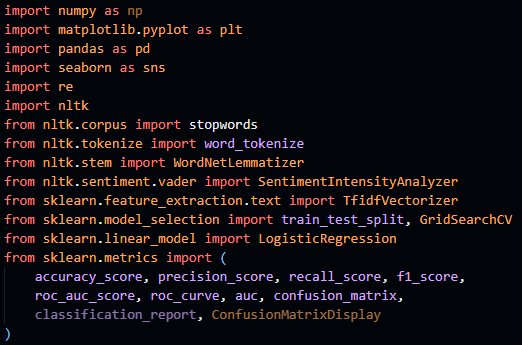 import numpy as np
import matplotlib.pyplot as plt
import pandas as pd
import seaborn as sns
import re
import nltk
from nltk.corpus import stopwords
from nltk.tokenize import word_tokenize
from nltk.stem import WordNetLemmatizer
from nltk.sentiment.vader import SentimentIntensityAnalyzer
from sklearn.feature_extraction.text import TfidfVectorizer
from sklearn.model_selection import train_test_split, GridSearchCV
from sklearn.linear_model import LogisticRegression
from sklearn.metrics import (
    accuracy_score, precision_score, recall_score, f1_score,
    roc_auc_score, roc_curve, auc, confusion_matrix,
    classification_report, ConfusionMatrixDisplay
)